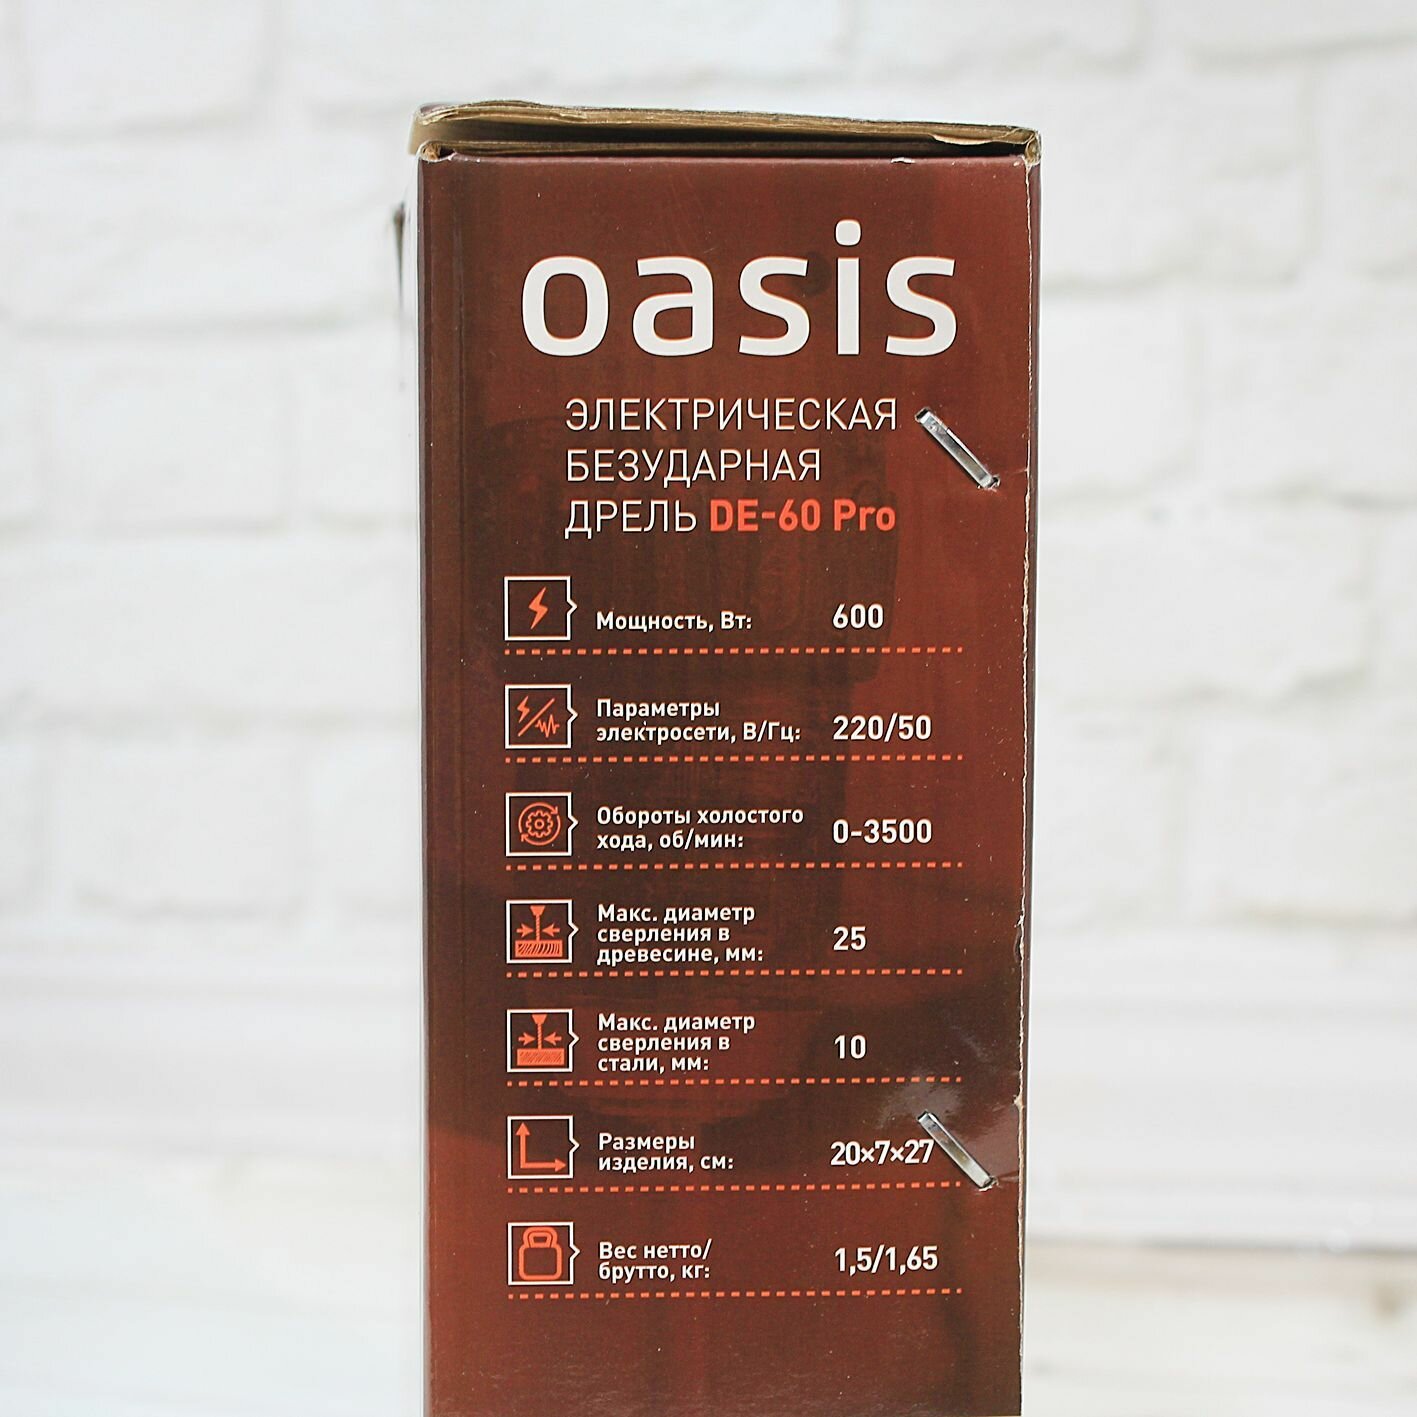 oasis
ЭЛЕКТРИЧЕСКАЯ
БЕЗУДАРНАЯ
ДРЕЛЬ DE-60 Pro
Мощность, Вт: 600
Параметры
электросети, В/Гц: 220/50
Обороты холостого
хода, об/мин: 0-3500
Макс. диаметр
сверления в
древесине, мм: 25
Макс. диаметр
сверления в
стали, мм: 10
Размеры
изделия, см: 20×7×27
Вес нетто/
брутто, кг: 1,5/1,65